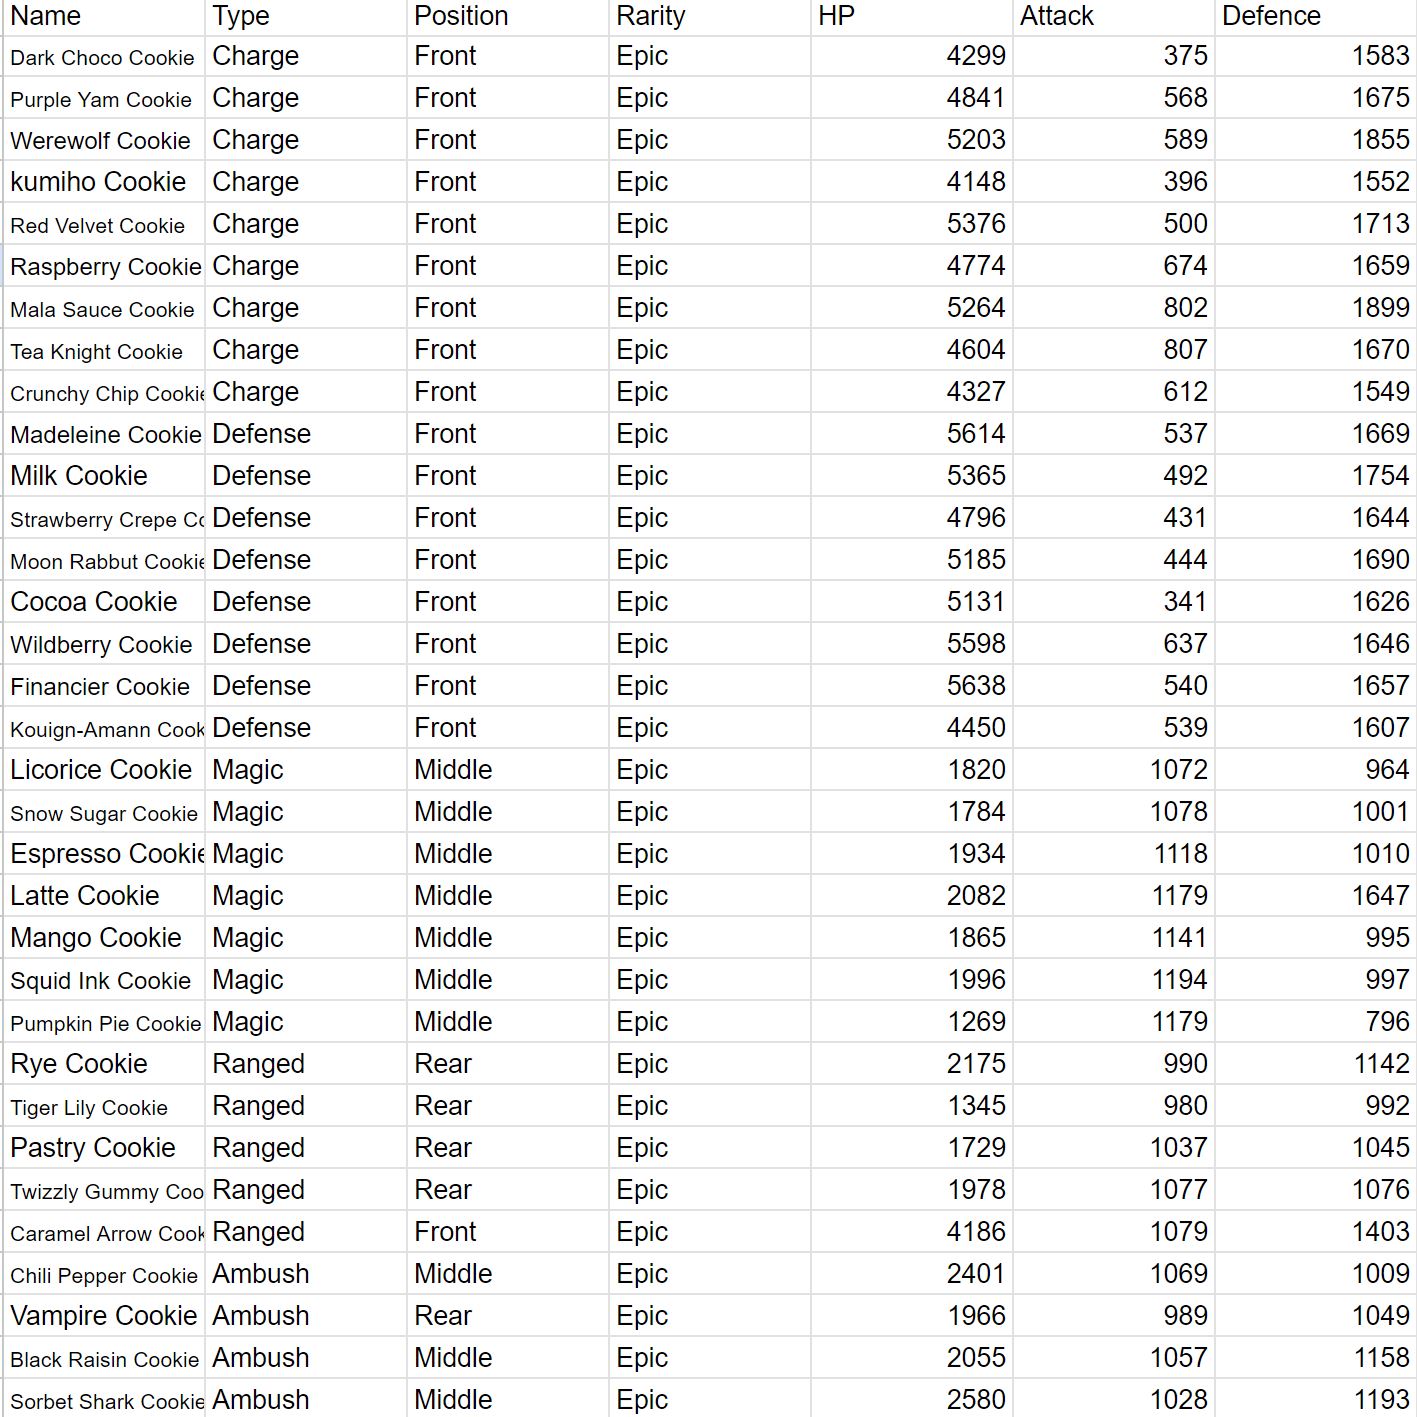 Name Type Position Rarity HP Attack Defence
Dark Choco Cookie Charge Front Epic 4299 375 1583
Purple Yam Cookie Charge Front Epic 4841 568 1675
Werewolf Cookie Charge Front Epic 5203 589 1855
kumiho Cookie Charge Front Epic 4148 396 1552
Red Velvet Cookie Charge Front Epic 5376 500 1713
Raspberry Cookie Charge Front Epic 4774 674 1659
Mala Sauce Cookie Charge Front Epic 5264 802 1899
Tea Knight Cookie Charge Front Epic 4604 807 1670
Crunchy Chip Cookie Charge Front Epic 4327 612 1549
Madeleine Cookie Defense Front Epic 5614 537 1669
Milk Cookie Defense Front Epic 5365 492 1754
Strawberry Crepe Co Defense Front Epic 4796 431 1644
Moon Rabbut Cookie Defense Front Epic 5185 444 1690
Cocoa Cookie Defense Front Epic 5131 341 1626
Wildberry Cookie Defense Front Epic 5598 637 1646
Financier Cookie Defense Front Epic 5638 540 1657
Kouign-Amann Cook Defense Front Epic 4450 539 1607
Licorice Cookie Magic Middle Epic 1820 1072 964
Snow Sugar Cookie Magic Middle Epic 1784 1078 1001
Espresso Cookie Magic Middle Epic 1934 1118 1010
Latte Cookie Magic Middle Epic 2082 1179 1647
Mango Cookie Magic Middle Epic 1865 1141 995
Squid Ink Cookie Magic Middle Epic 1996 1194 997
Pumpkin Pie Cookie Magic Middle Epic 1269 1179 796
Rye Cookie Ranged Rear Epic 2175 990 1142
Tiger Lily Cookie Ranged Rear Epic 1345 980 992
Pastry Cookie Ranged Rear Epic 1729 1037 1045
Twizzly Gummy Coo Ranged Rear Epic 1978 1077 1076
Caramel Arrow Cook Ranged Front Epic 4186 1079 1403
Chili Pepper Cookie Ambush Middle Epic 2401 1069 1009
Vampire Cookie Ambush Rear Epic 1966 989 1049
Black Raisin Cookie Ambush Middle Epic 2055 1057 1158
Sorbet Shark Cookie Ambush Middle Epic 2580 1028 1193